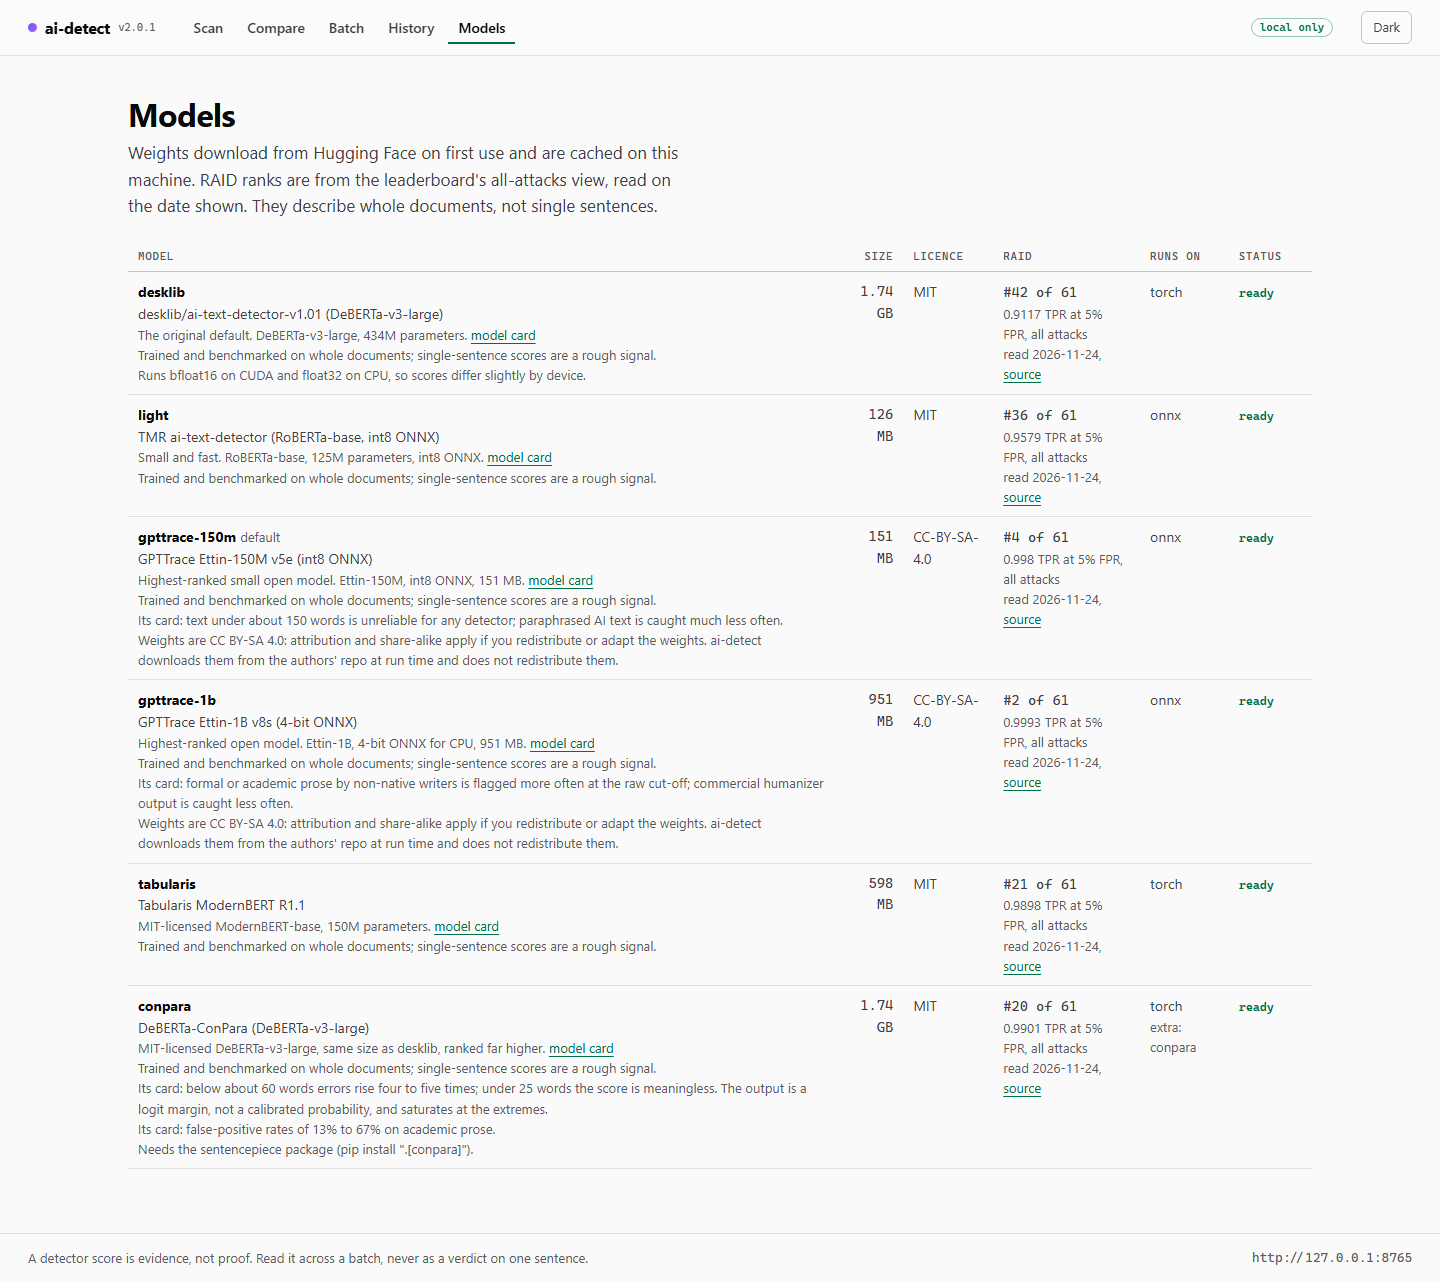 ai-detect v2.0.1 Scan Compare Batch History Models local only Dark
Models
Weights download from Hugging Face on first use and are cached on this
machine. RAID ranks are from the leaderboard's all-attacks view, read on
the date shown. They describe whole documents, not single sentences.
MODEL SIZE LICENCE RAID RUNS ON STATUS
desklib
desklib/ai-text-detector-v1.01 (DeBERTa-v3-large)
The original default. DeBERTa-v3-large, 434M parameters. model card
Trained and benchmarked on whole documents; single-sentence scores are a rough signal.
Runs bfloat16 on CUDA and float32 on CPU, so scores differ slightly by device.
1.74
GB
MIT
#42 of 61
0.9117 TPR at 5%
FPR, all attacks
read 2026-11-24,
source
torch
ready
light
TMR ai-text-detector (RoBERTa-base, int8 ONNX)
Small and fast. RoBERTa-base, 125M parameters, int8 ONNX. model card
Trained and benchmarked on whole documents; single-sentence scores are a rough signal.
126
MB
MIT
#36 of 61
0.9579 TPR at 5%
FPR, all attacks
read 2026-11-24,
source
onnx
ready
gpttrace-150m default
GPTTrace Ettin-150M v5e (int8 ONNX)
Highest-ranked small open model. Ettin-150M, int8 ONNX, 151 MB. model card
Trained and benchmarked on whole documents; single-sentence scores are a rough signal.
Its card: text under about 150 words is unreliable for any detector; paraphrased AI text is caught much less often.
Weights are CC BY-SA 4.0: attribution and share-alike apply if you redistribute or adapt the weights. ai-detect
downloads them from the authors' repo at run time and does not redistribute them.
151
MB
CC-BY-SA-
4.0
#4 of 61
0.998 TPR at 5% FPR,
all attacks
read 2026-11-24,
source
onnx
ready
gpttrace-1b
GPTTrace Ettin-1B v8s (4-bit ONNX)
Highest-ranked open model. Ettin-1B, 4-bit ONNX for CPU, 951 MB. model card
Trained and benchmarked on whole documents; single-sentence scores are a rough signal.
Its card: formal or academic prose by non-native writers is flagged more often at the raw cut-off; commercial humanizer
output is caught less often.
Weights are CC BY-SA 4.0: attribution and share-alike apply if you redistribute or adapt the weights. ai-detect
downloads them from the authors' repo at run time and does not redistribute them.
951
MB
CC-BY-SA-
4.0
#2 of 61
0.9993 TPR at 5%
FPR, all attacks
read 2026-11-24,
source
onnx
ready
tabularis
Tabularis ModernBERT R1.1
MIT-licensed ModernBERT-base, 150M parameters. model card
Trained and benchmarked on whole documents; single-sentence scores are a rough signal.
598
MB
MIT
#21 of 61
0.9898 TPR at 5%
FPR, all attacks
read 2026-11-24,
source
torch
ready
conpara
DeBERTa-ConPara (DeBERTa-v3-large)
MIT-licensed DeBERTa-v3-large, same size as desklib, ranked far higher. model card
Trained and benchmarked on whole documents; single-sentence scores are a rough signal.
Its card: below about 60 words errors rise four to five times; under 25 words the score is meaningless. The output is a
logit margin, not a calibrated probability, and saturates at the extremes.
Its card: false-positive rates of 13% to 67% on academic prose.
Needs the sentencepiece package (pip install ".[conpara]").
1.74
GB
MIT
#20 of 61
0.9901 TPR at 5%
FPR, all attacks
read 2026-11-24,
source
torch
extra:
conpara
ready
A detector score is evidence, not proof. Read it across a batch, never as a verdict on one sentence.
http://127.0.0.1:8765